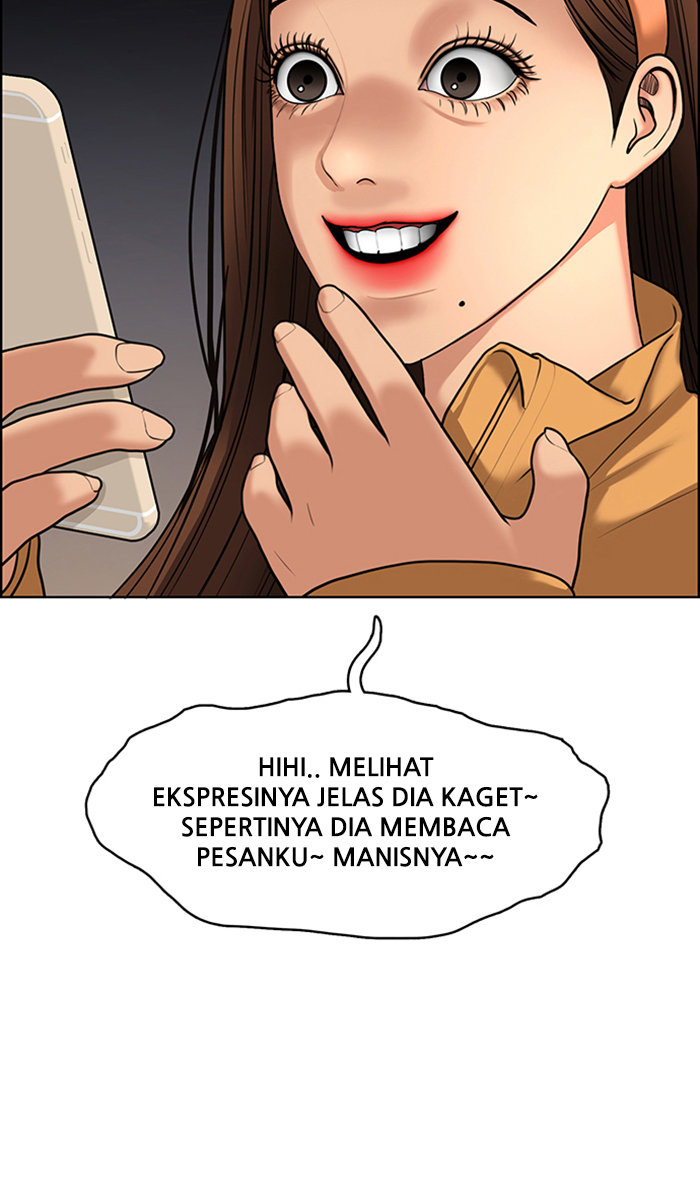 HIHI.. MELIHAT
EKSPRESINYA JELAS DIA KAGET~
SEPERTINYA DIA MEMBACA
PESANKU~ MANISNYA~~